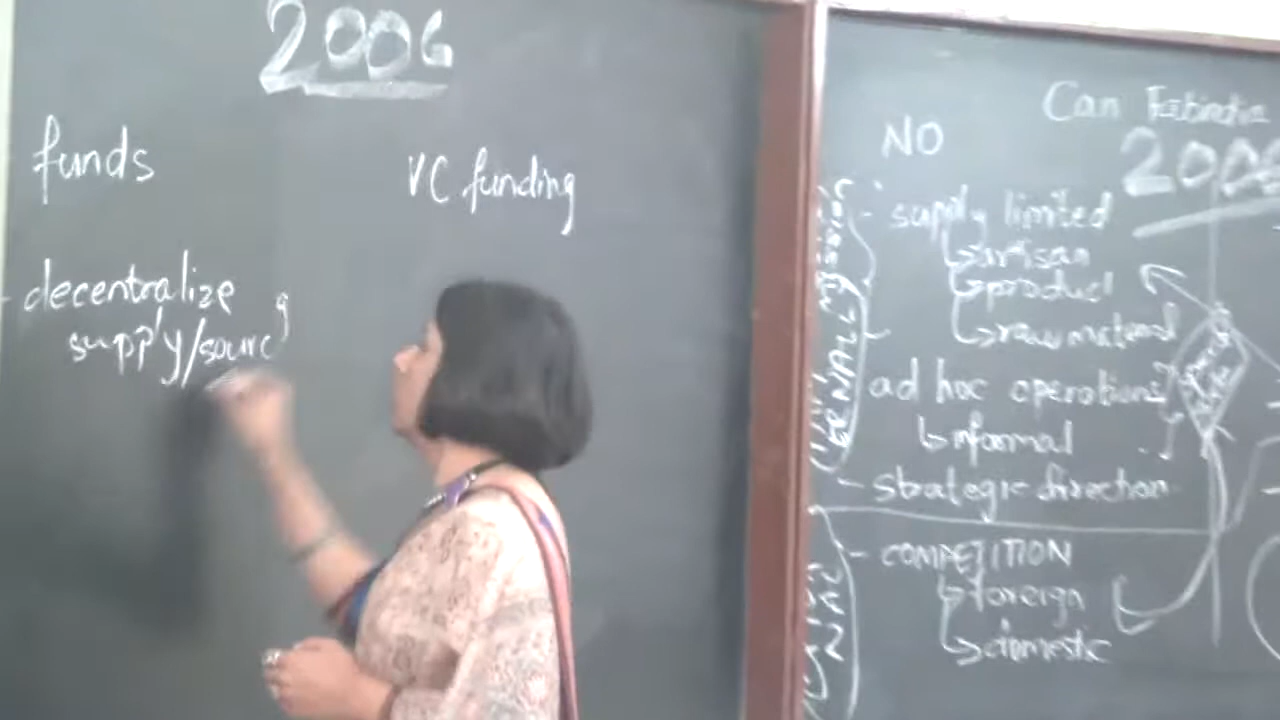 2006
funds
VC funding
decentralize
supply/sourc g
Can Fabindia
NO
2006
- supply limited
↳artisan
↳product
↳raw material
ad hoc operations
↳informal
- strategic direction
- COMPETITION
↳foreign
↳domestic